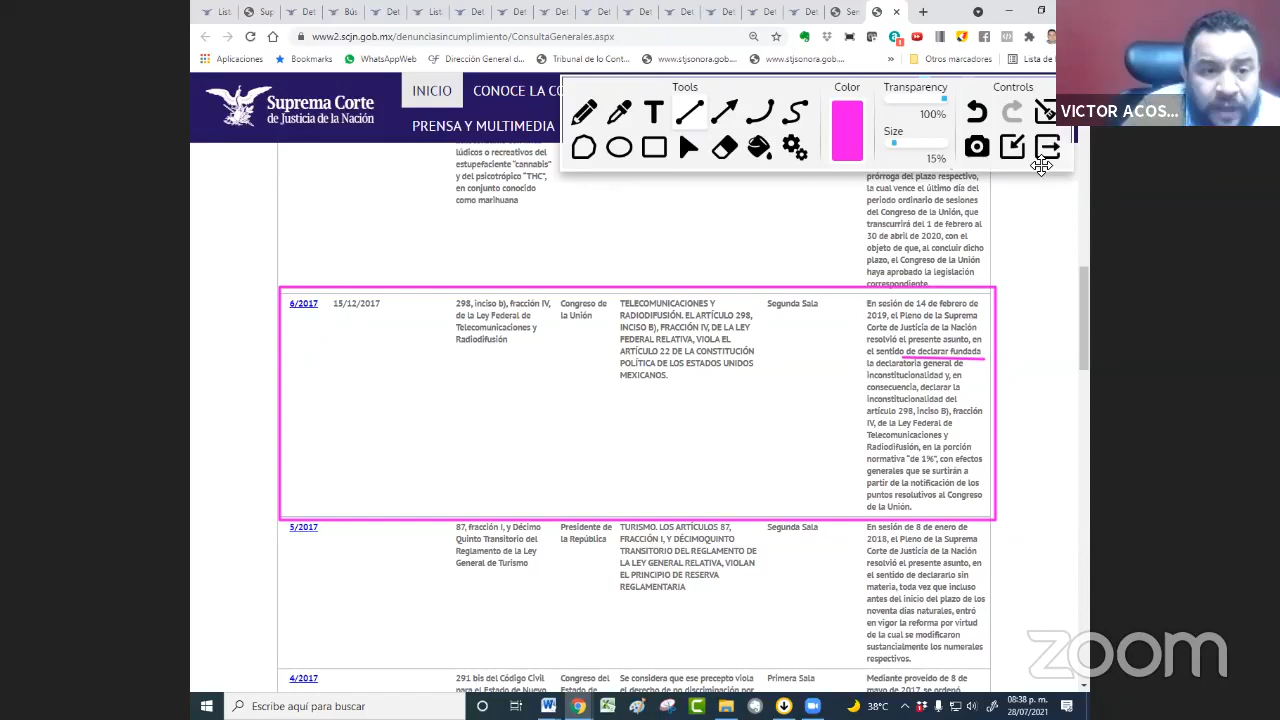 www2.scjn.gob.mx/denunciasincumplimiento/ConsultaGenerales.aspx
Aplicaciones
Bookmarks
WhatsAppWeb
Dirección General d...
Tribunal de lo Cont...
www.stjsonora.gob....
www.stjsonora.gob....
»
Otros marcadores
Lista de
Suprema Corte
de Justicia de la Nación
INICIO
CONOCE LA CO
PRENSA Y MULTIMEDIA
Tools
Color
Transparency
100%
Size
15%
Controls
VICTOR ACOS...
lúdicos o recreativos del
estupefaciente "cannabis"
y del psicotrópico "THC",
en conjunto conocido
como marihuana
prórroga del plazo respectivo,
la cual vence el último día del
periodo ordinario de sesiones
del Congreso de la Unión, que
transcurrirá del 1 de febrero al
30 de abril de 2020, con el
objeto de que, al concluir dicho
plazo, el Congreso de la Unión
haya aprobado la legislación
correspondiente.
6/2017
15/12/2017
298, inciso b), fracción IV,
de la Ley Federal de
Telecomunicaciones y
Radiodifusión
Congreso de
la Unión
TELECOMUNICACIONES Y
RADIODIFUSIÓN. EL ARTÍCULO 298,
INCISO B), FRACCIÓN IV, DE LA LEY
FEDERAL RELATIVA, VIOLA EL
ARTÍCULO 22 DE LA CONSTITUCIÓN
POLÍTICA DE LOS ESTADOS UNIDOS
MEXICANOS.
Segunda Sala
En sesión de 14 de febrero de
2019, el Pleno de la Suprema
Corte de Justicia de la Nación
resolvió el presente asunto, en
el sentido de declarar fundada
la declaratoria general de
inconstitucionalidad y, en
consecuencia, declarar la
inconstitucionalidad del
artículo 298, inciso B), fracción
IV, de la Ley Federal de
Telecomunicaciones y
Radiodifusión, en la porción
normativa "de 1%", con efectos
generales que se surtirán a
partir de la notificación de los
puntos resolutivos al Congreso
de la Unión.
5/2017
87, fracción I, y Décimo
Quinto Transitorio del
Reglamento de la Ley
General de Turismo
Presidente de
la República
TURISMO. LOS ARTÍCULOS 87,
FRACCIÓN I, Y DÉCIMOQUINTO
TRANSITORIO DEL REGLAMENTO DE
LA LEY GENERAL RELATIVA, VIOLAN
EL PRINCIPIO DE RESERVA
REGLAMENTARIA
Segunda Sala
En sesión de 8 de enero de
2018, el Pleno de la Suprema
Corte de Justicia de la Nación
resolvió el presente asunto, en
el sentido de declararlo sin
materia, toda vez que incluso
antes del inicio del plazo de los
noventa días naturales, entró
en vigor la reforma por virtud
de la cual se modificaron
sustancialmente los numerales
respectivos.
4/2017
291 bis del Código Civil
para el Estado de Nuevo
Congreso del
Estado de
Se considera que ese precepto viola
el derecho de no discriminación por
Primera Sala
Mediante proveído de 8 de
mayo de 2017, se ordenó
zoom
Escribe aquí para buscar
38°C
08:38 p. m.
28/07/2021